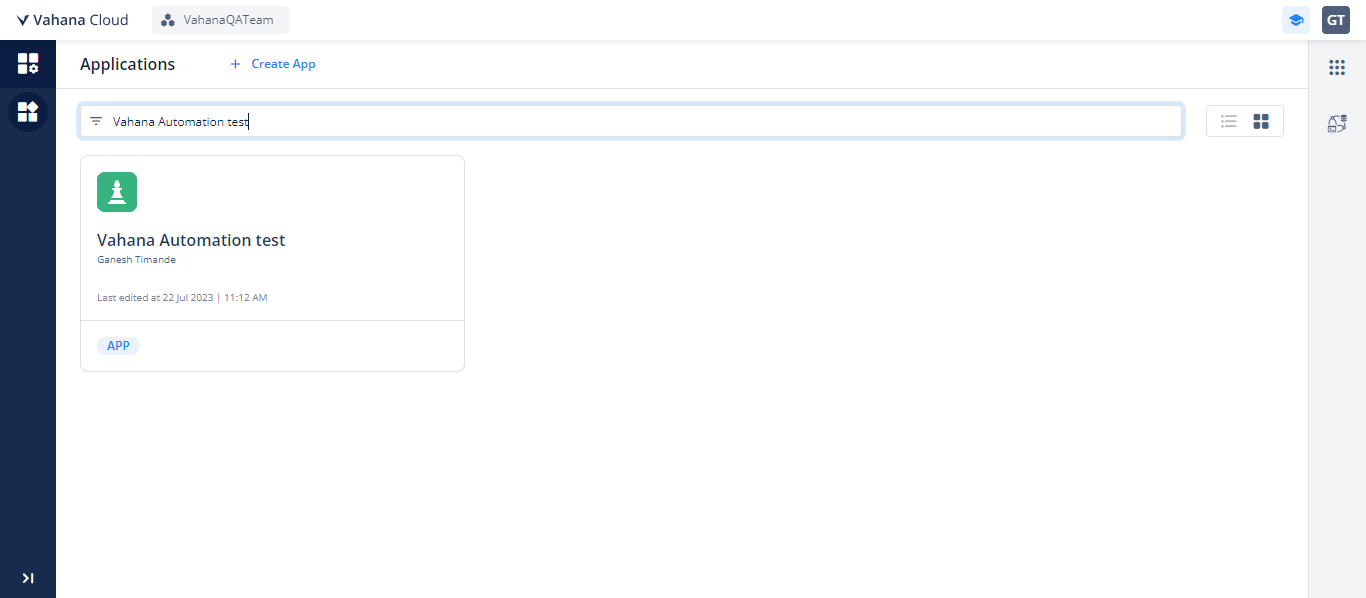 Vahana Cloud
VahanaQATeam
GT
Applications
+ Create App
Vahana Automation test
Vahana Automation test
Ganesh Timande
Last edited at 22 Jul 2023 | 11:12 AM
APP